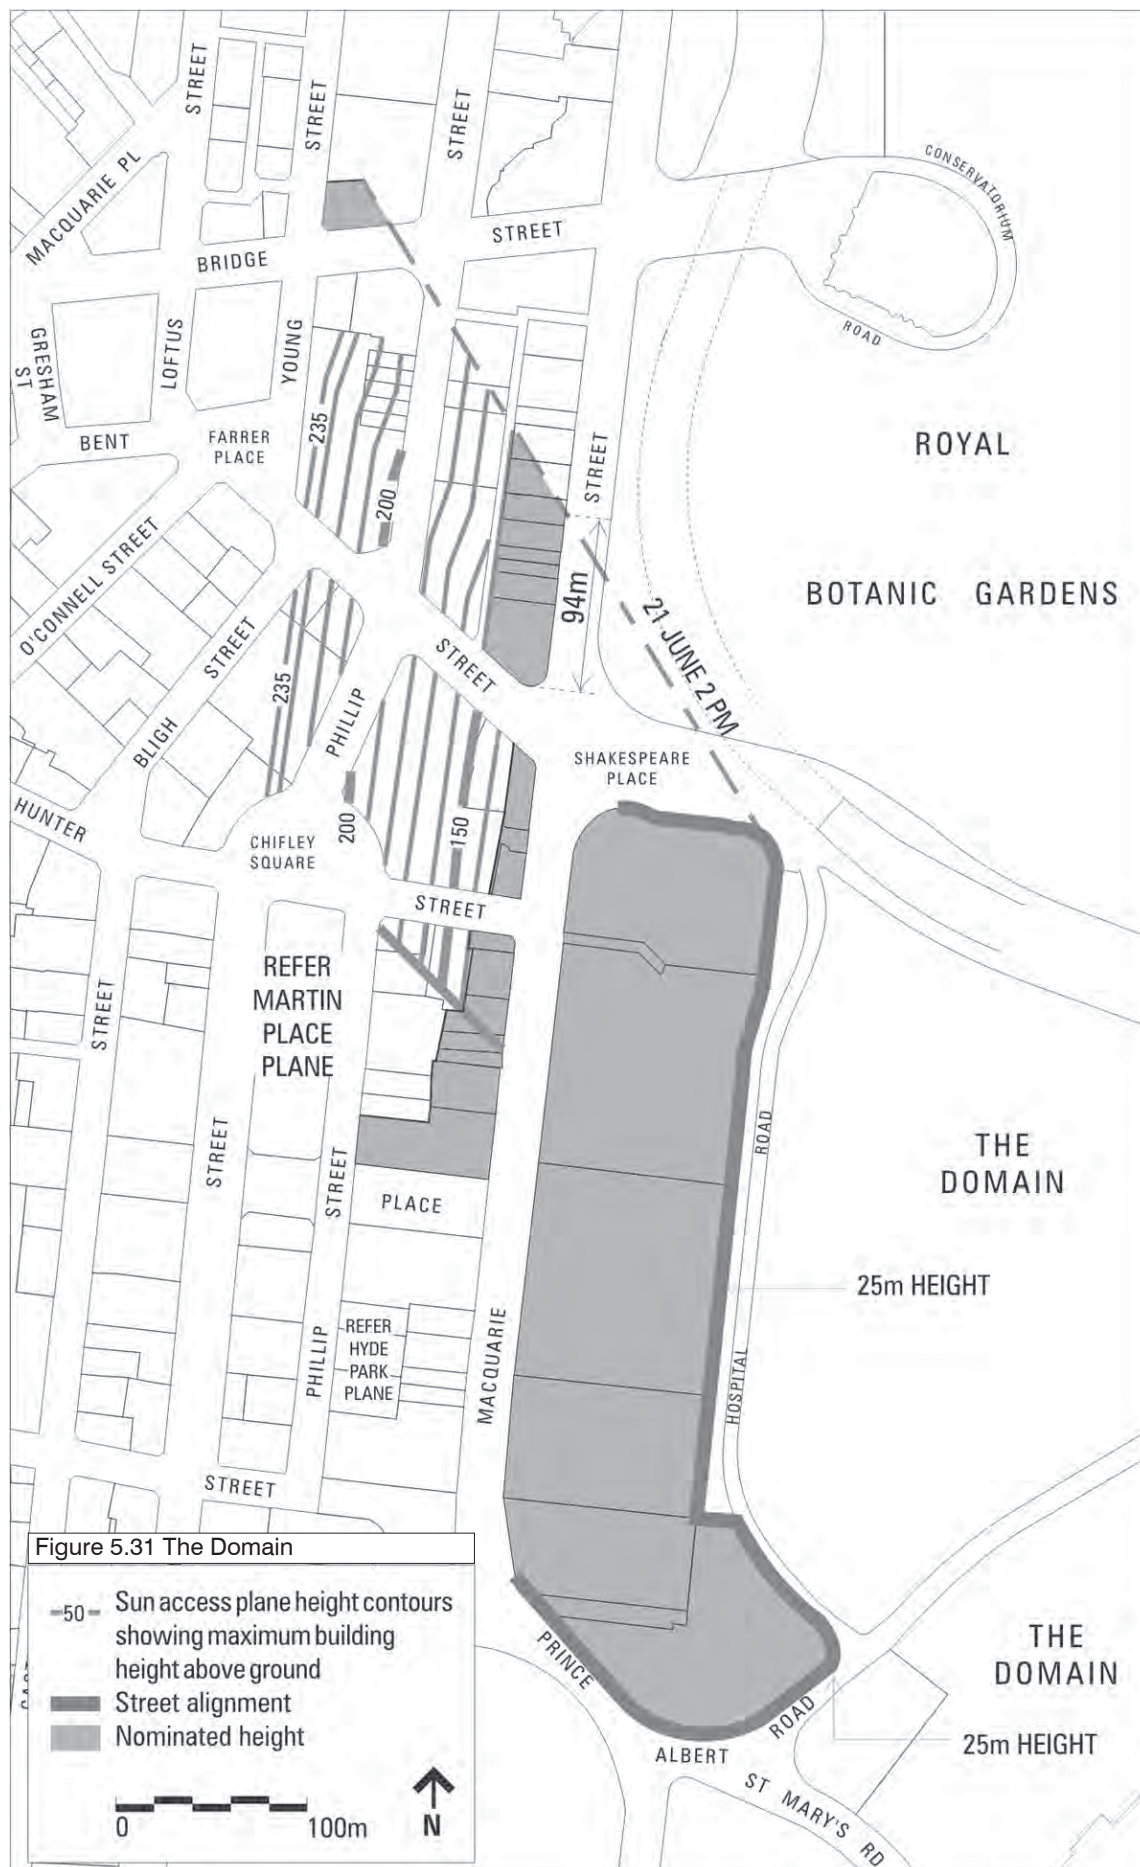 STREET
STREET
STREET
MACQUARIE PL
CONSERVATORIUM
ROAD
BRIDGE
STREET
GRESHAM
ST
LOFTUS
YOUNG
BENT
FARRER
PLACE
235
200
STREET
94m
ROYAL
BOTANIC GARDENS
21 JUNE 2 PM
O'CONNELL STREET
BLIGH
STREET
235
PHILLIP
STREET
SHAKESPEARE
PLACE
HUNTER
CHIFLEY
SQUARE
200
150
STREET
REFER
MARTIN
PLACE
PLANE
STREET
STREET
STREET
PLACE
ROAD
THE
DOMAIN
25m HEIGHT
REFER
HYDE
PARK
PLANE
PHILLIP
MACQUARIE
HOSPITAL
STREET
PRINCE
ALBERT
ROAD
ST MARY'S RD
THE
DOMAIN
25m HEIGHT
Figure 5.31 The Domain
50
Sun access plane height contours
showing maximum building
height above ground
Street alignment
Nominated height
0
100m
N